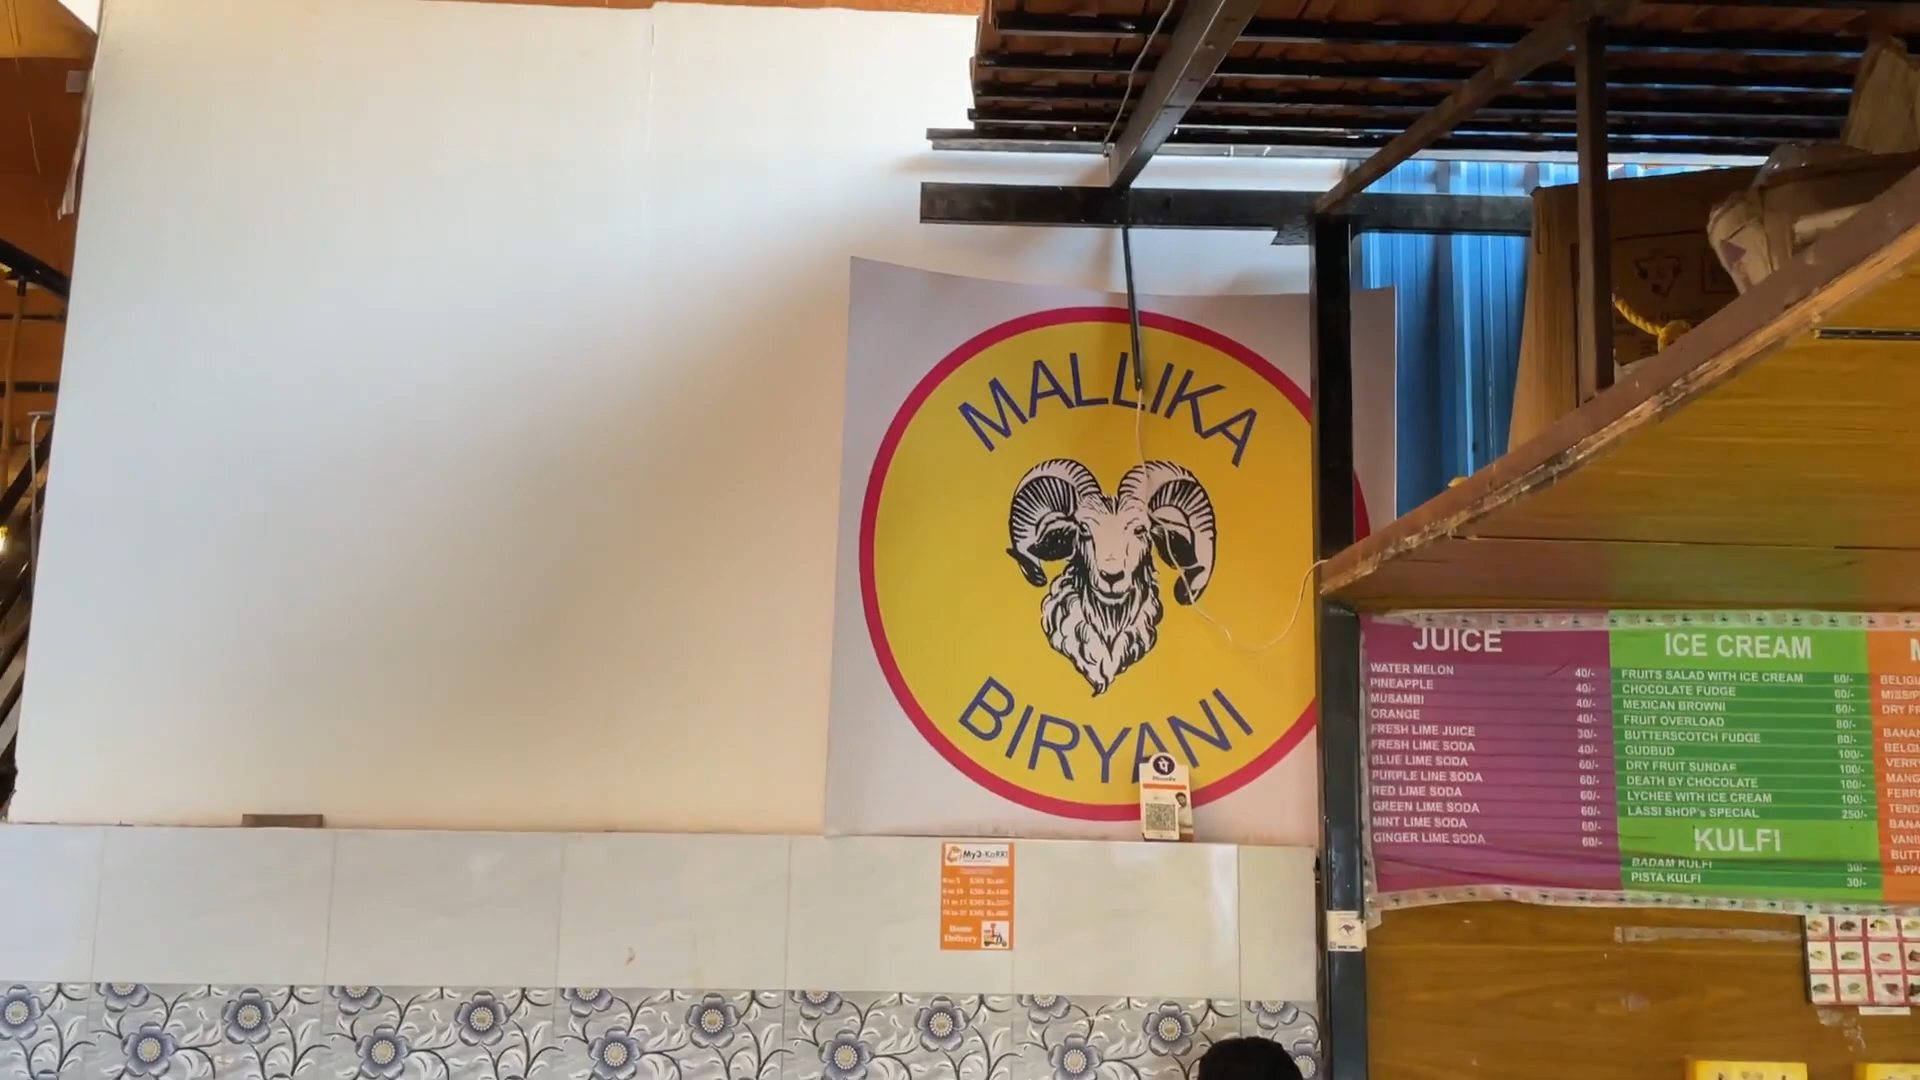 MALLIKA
BIRYANI
JUICE
WATER MELON 40/-
PINEAPPLE 40/-
MUSAMBI 40/-
ORANGE 40/-
FRESH LIME JUICE 30/-
FRESH LIME SODA 40/-
BLUE LIME SODA 60/-
PURPLE LINE SODA 60/-
RED LIME SODA 60/-
GREEN LIME SODA 60/-
MINT LIME SODA 60/-
GINGER LIME SODA 60/-
ICE CREAM
FRUITS SALAD WITH ICE CREAM 60/-
CHOCOLATE FUDGE 60/-
MEXICAN BROWNI 60/-
FRUIT OVERLOAD 80/-
BUTTERSCOTCH FUDGE 80/-
GUDBUD 100/-
DRY FRUIT SUNDAE 100/-
DEATH BY CHOCOLATE 100/-
LYCHEE WITH ICE CREAM 100/-
LASSI SHOP's SPECIAL 250/-
KULFI
BADAM KULFI 30/-
PISTA KULFI 30/-
पे
Home
Delivery